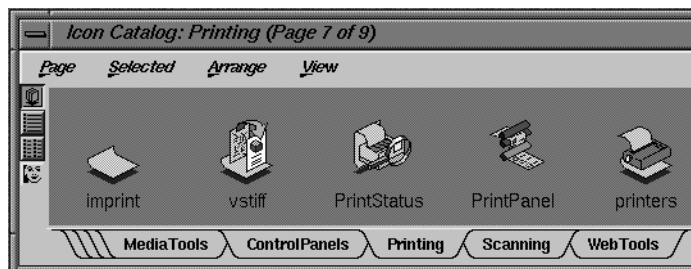 Icon Catalog: Printing (Page 7 of 9)
Page Selected Arrange View
imprint vstiff PrintStatus PrintPanel printers
MediaTools ControlPanels Printing Scanning WebTools